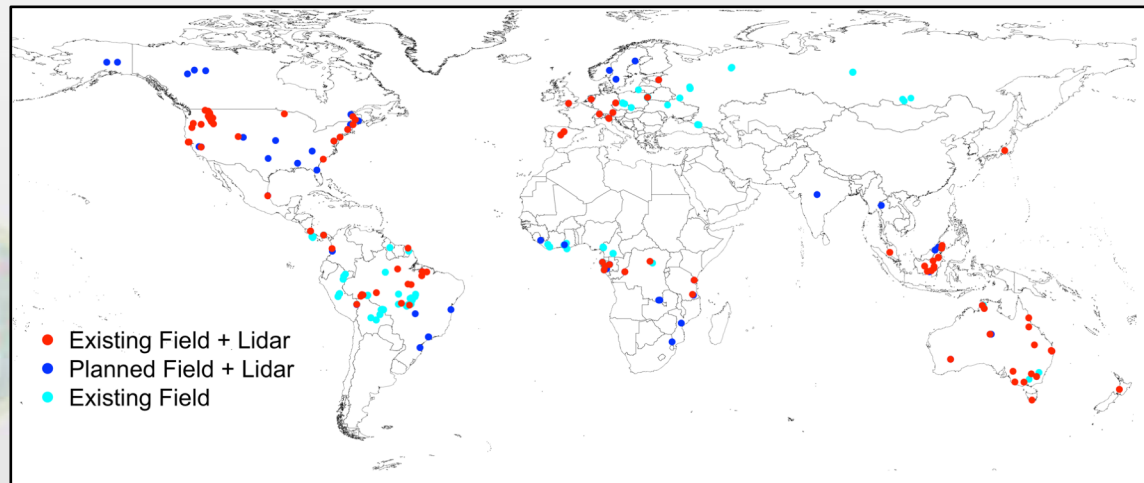 Existing Field + Lidar
Planned Field + Lidar
Existing Field